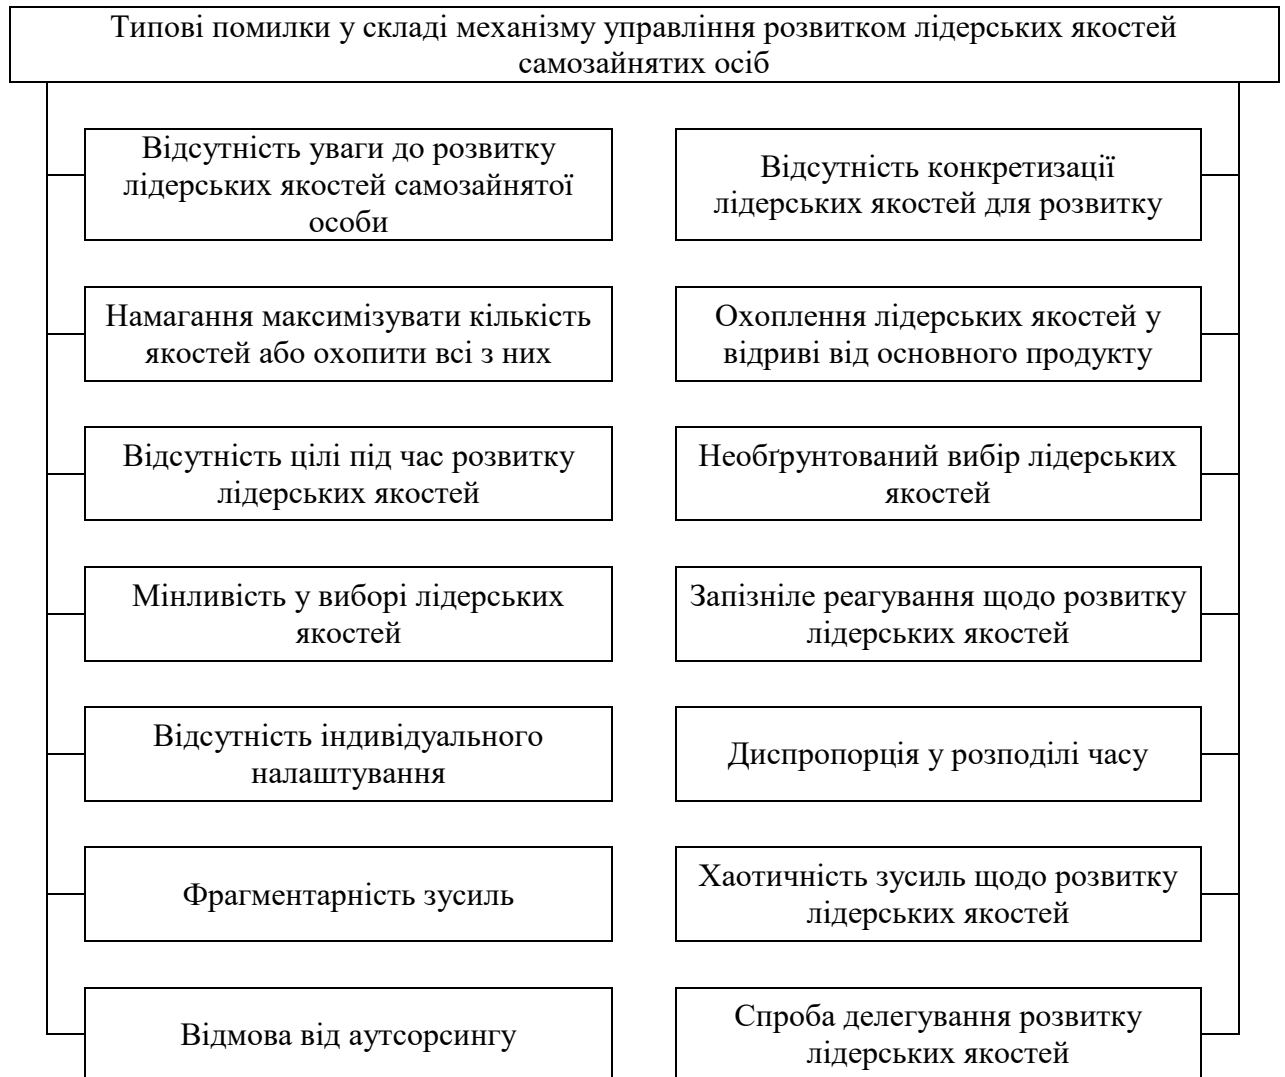 Типові помилки у складі механізму управління розвитком лідерських якостей
самозайнятих осіб
Відсутність уваги до розвитку
лідерських якостей самозайнятої
особи
Відсутність конкретизації
лідерських якостей для розвитку
Намагання максимізувати кількість
якостей або охопити всі з них
Охоплення лідерських якостей у
відриві від основного продукту
Відсутність цілі під час розвитку
лідерських якостей
Необґрунтований вибір лідерських
якостей
Мінливість у виборі лідерських
якостей
Запізніле реагування щодо розвитку
лідерських якостей
Відсутність індивідуального
налаштування
Диспропорція у розподілі часу
Фрагментарність зусиль
Хаотичність зусиль щодо розвитку
лідерських якостей
Відмова від аутсорсингу
Спроба делегування розвитку
лідерських якостей